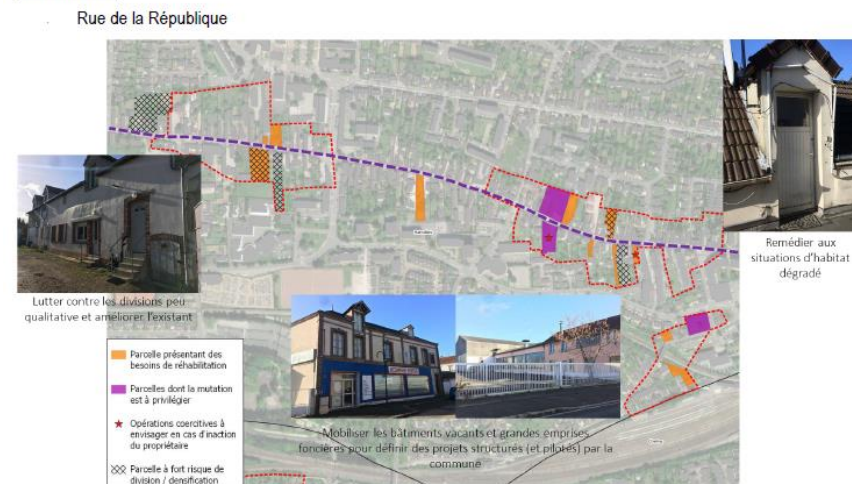 Rue de la République
Remédier aux
situations d'habitat
dégradé
Lutter contre les divisions peu
qualitative et améliorer l'existant
Mobiliser les bâtiments vacants et grandes emprises
foncières pour définir des projets structurés (et pilotés) par la
commune
Parcelle présentant des
besoins de réhabilitation
Parcelles dont la mutation
est à privilégier
Opérations coercitives à
envisager en cas d'inaction
du propriétaire
Parcelle à fort risque de
division / densification